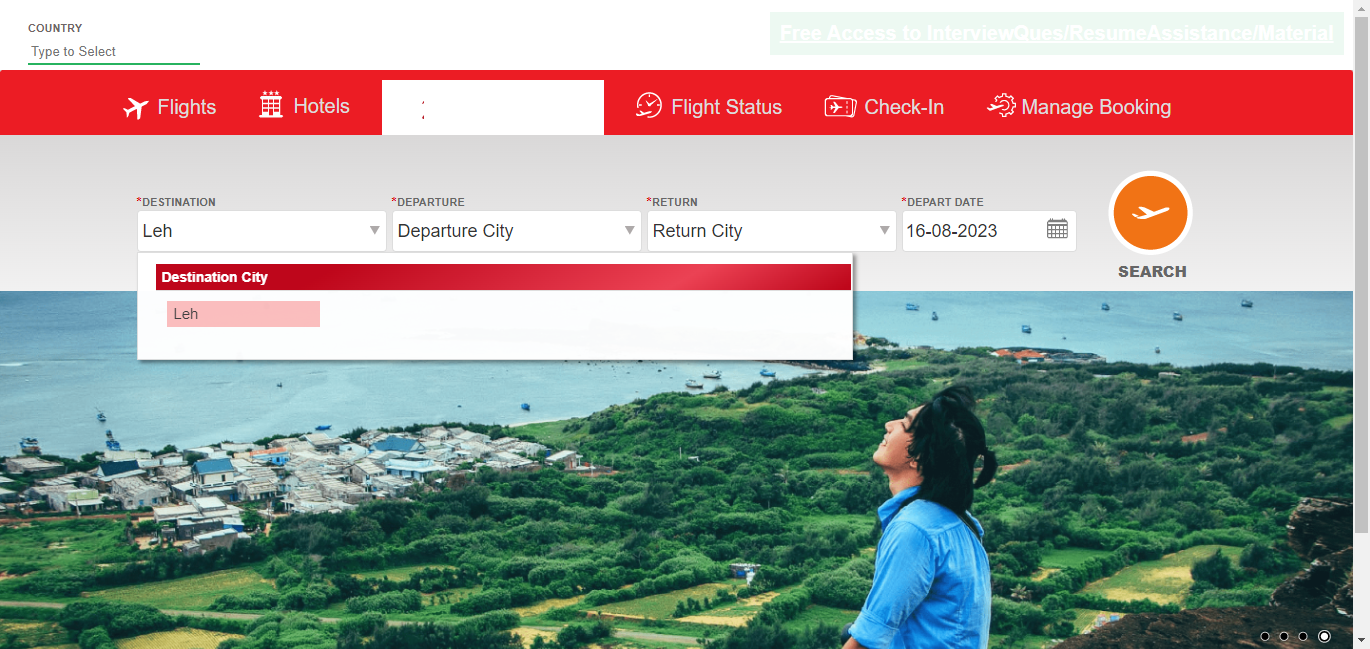 COUNTRY
Type to Select
Free Access to InterviewQues/ResumeAssistance/Material
Flights
Hotels
Flight Status
Check-In
Manage Booking
*DESTINATION
*DEPARTURE
*RETURN
*DEPART DATE
Leh
Departure City
Return City
16-08-2023
SEARCH
Destination City
Leh